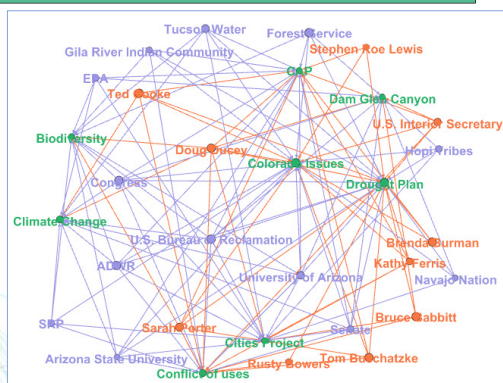 Tucson Water
Forest Service
Gila River Indian Community
Stephen Roe Lewis
EPA
CAP
Ted Cooke
Dam Glen Canyon
U.S. Interior Secretary
Biodiversity
Doug Ducey
Hopi Tribes
Colorado Issues
Congress
Drought Plan
Climate Change
U.S. Bureau of Reclamation
Brenda Burman
ADWR
Kathy Ferris
University of Arizona
Navajo Nation
SRP
Sarah Porter
Bruce Babbitt
Cities Project
Senate
Arizona State University
Rusty Bowers
Tom Buschatzke
Conflict of uses